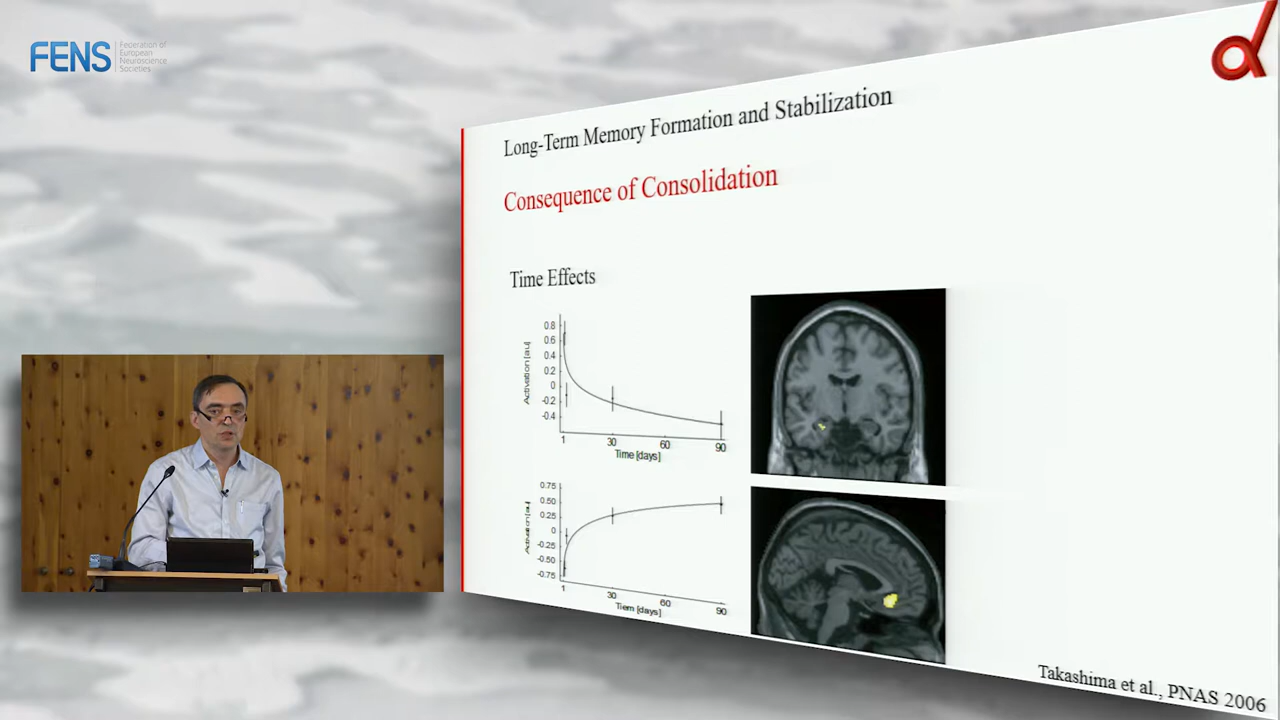 FENS
Federation of
European
Neuroscience
Societies
Long-Term Memory Formation and Stabilization
Consequence of Consolidation
Time Effects
Activation [au]
0.8
0.6
0.4
0.2
0
-0.2
-0.4
1 30 60 90
Time [days]
Activation [au]
0.75
0.50
0.25
0
-0.25
-0.50
-0.75
1 30 60 90
Tiem [days]
Takashima et al., PNAS 2006